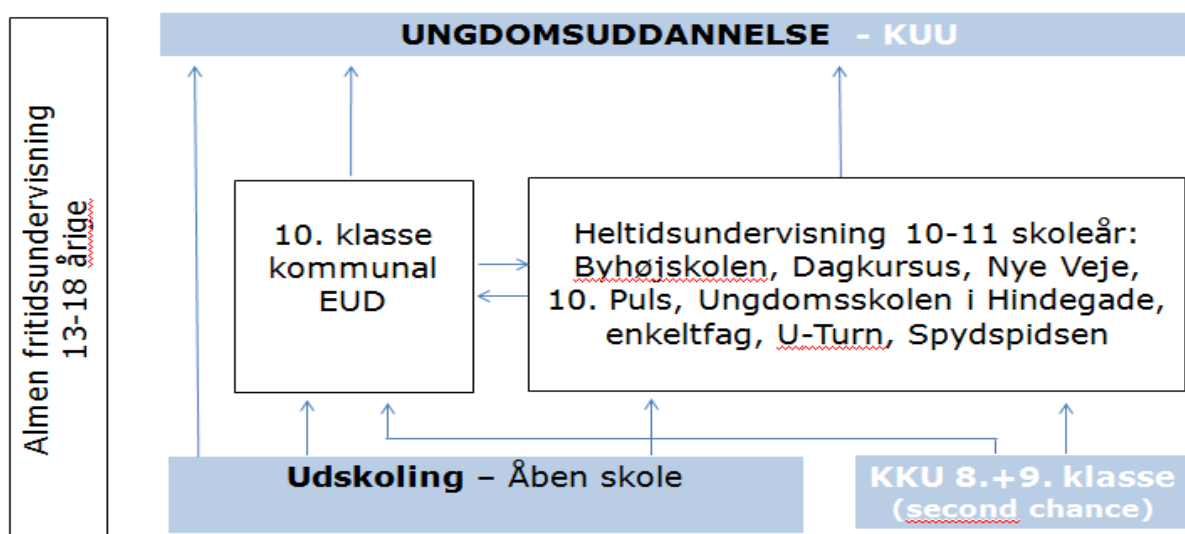 Almen fritidsundervisning
13-18 årige
UNGDOMSUDDANNELSE - KUU
10. klasse
kommunal
EUD
Heltidsundervisning 10-11 skoleår:
Byhøjskolen, Dagkursus, Nye Veje,
10. Puls, Ungdomsskolen i Hindegade,
enkeltfag, U-Turn, Spydspidsen
Udskoling – Åben skole
KKU 8.+9. klasse
(second chance)